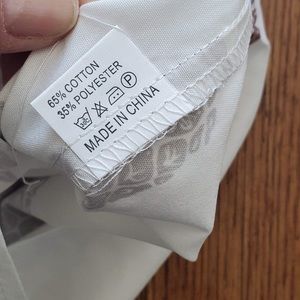 65% COTTON
35% POLYESTER
P
MADE IN CHINA